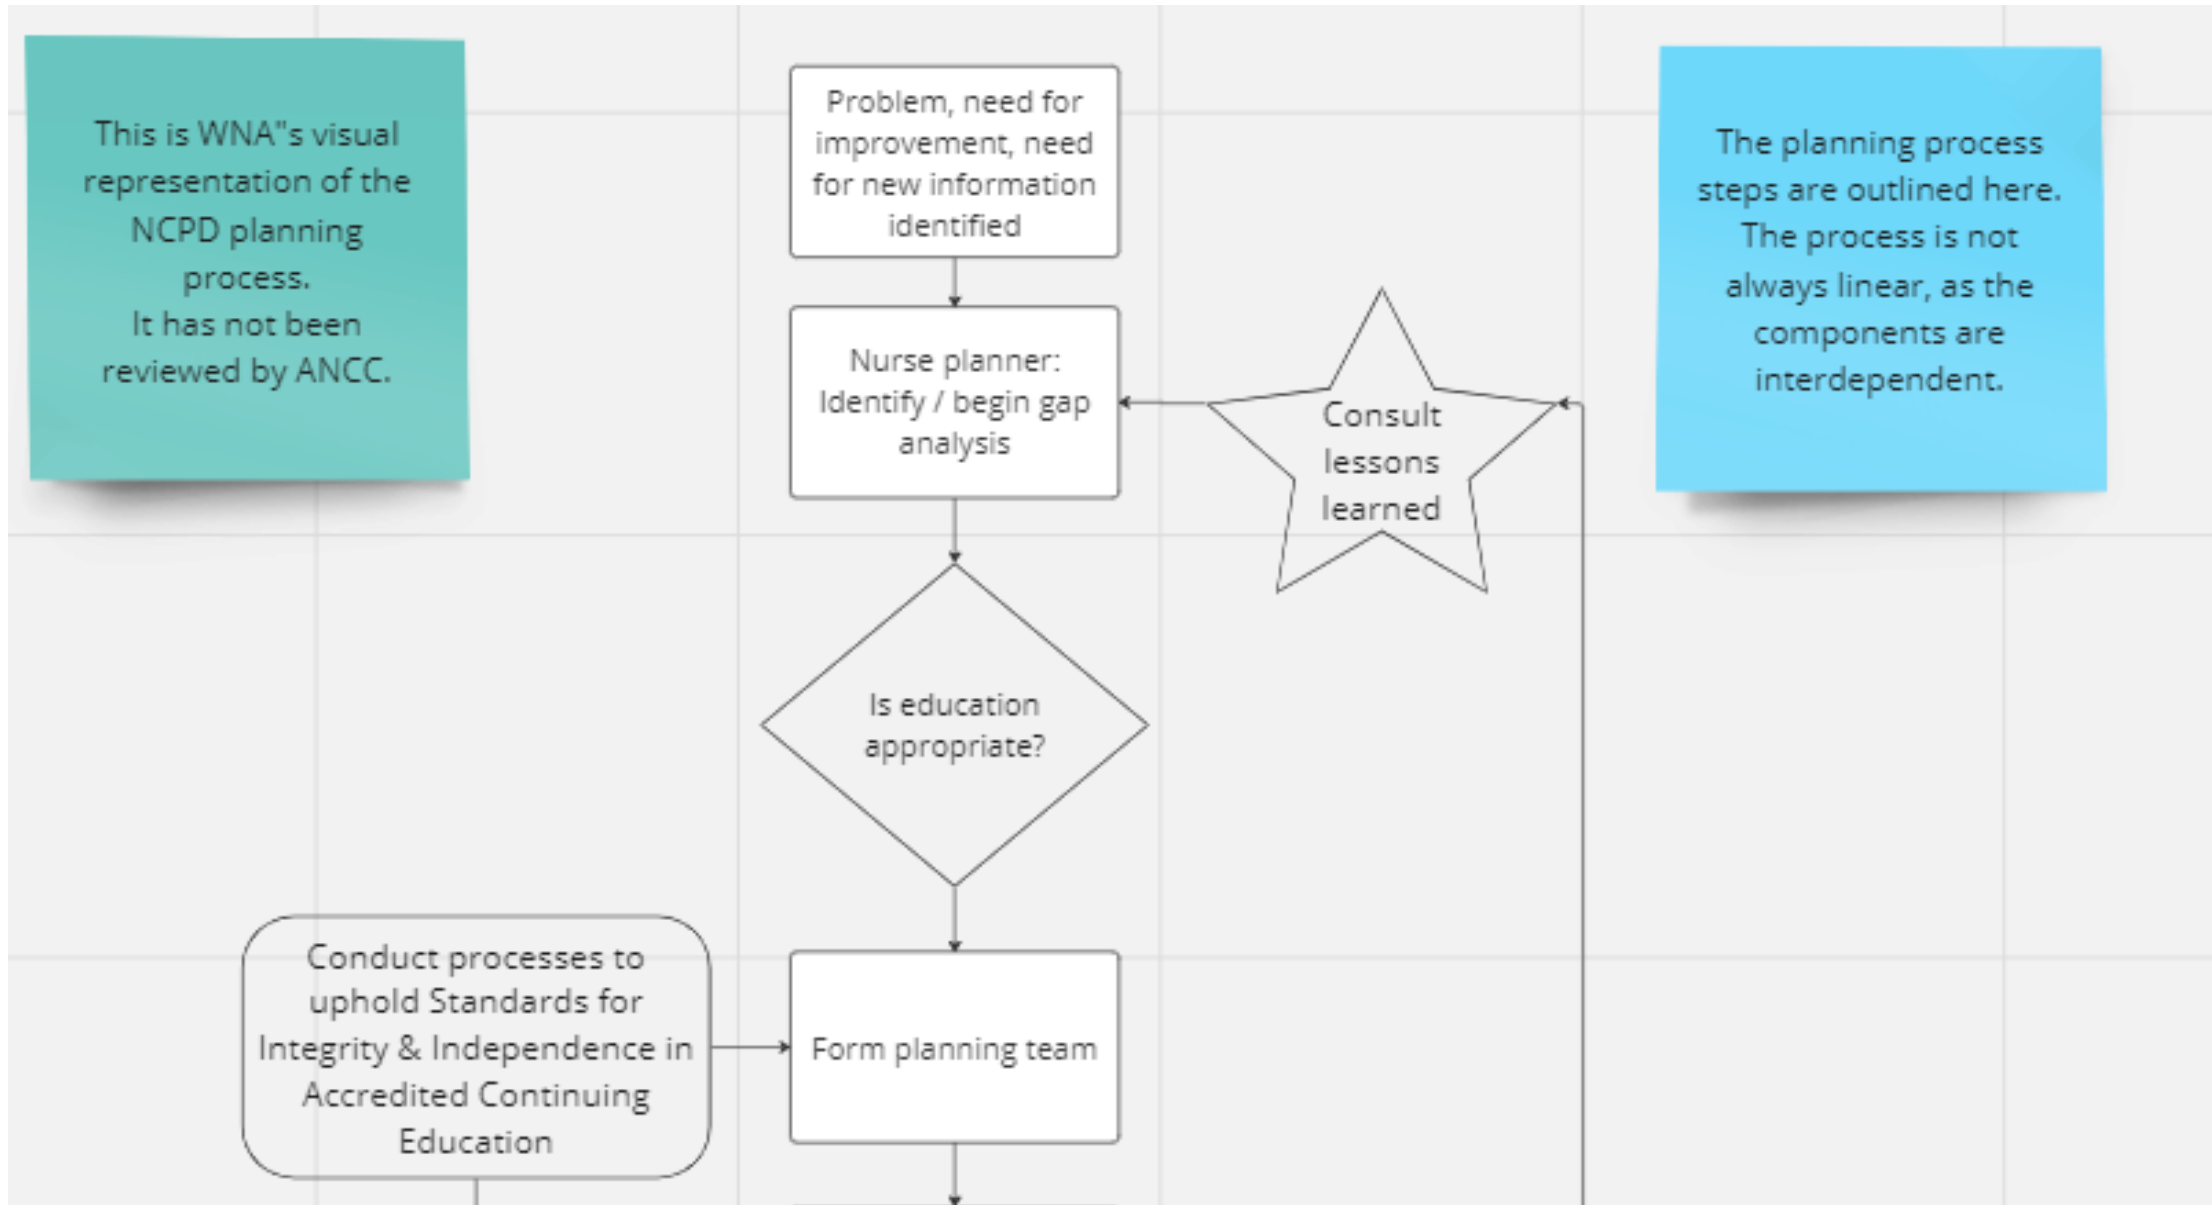 This is WNA"s visual
representation of the
NCPD planning
process.
It has not been
reviewed by ANCC.
Problem, need for
improvement, need
for new information
identified
The planning process
steps are outlined here.
The process is not
always linear, as the
components are
interdependent.
Nurse planner:
Identify / begin gap
analysis
Consult
lessons
learned
Is education
appropriate?
Conduct processes to
uphold Standards for
Integrity & Independence in
Accredited Continuing
Education
Form planning team